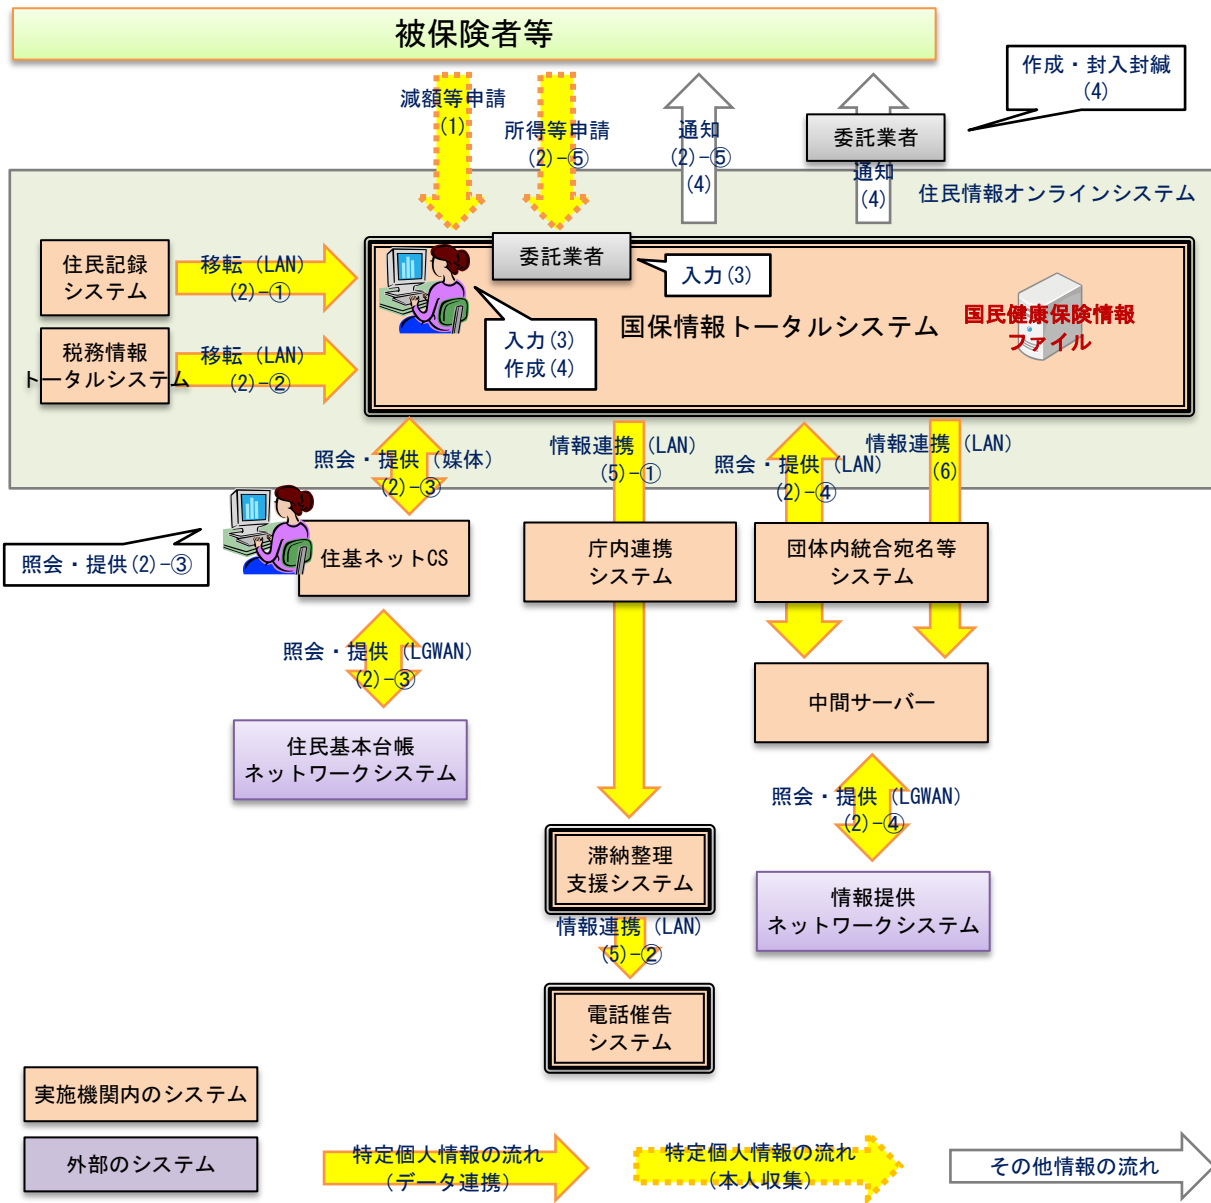 被保険者等
作成・封入封緘
(4)
減額等申請
(1)
所得等申請
(2)-⑤
通知
(2)-⑤
(4)
委託業者
通知
(4)
住民情報オンラインシステム
住民記録
システム
移転（LAN）
(2)-①
委託業者
入力(3)
国保情報トータルシステム
国民健康保険情報
ファイル
入力(3)
作成(4)
税務情報
トータルシステム
移転（LAN）
(2)-②
照会・提供（媒体）
(2)-③
情報連携（LAN）
(5)-①
照会・提供（LAN）
(2)-④
情報連携（LAN）
(6)
照会・提供(2)-③
住基ネットCS
庁内連携
システム
団体内統合宛名等
システム
照会・提供（LGWAN）
(2)-③
中間サーバー
住民基本台帳
ネットワークシステム
照会・提供（LGWAN）
(2)-④
滞納整理
支援システム
情報提供
ネットワークシステム
情報連携（LAN）
(5)-②
電話催告
システム
実施機関内のシステム
外部のシステム
特定個人情報の流れ
（データ連携）
特定個人情報の流れ
（本人収集）
その他情報の流れ